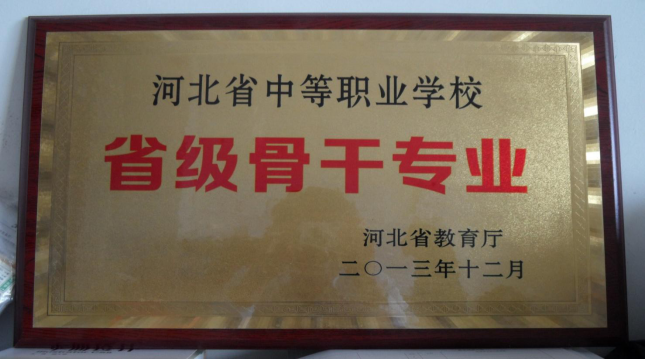 河北省中等职业学校
省级骨干专业
河北省教育厅
二〇一三年十二月